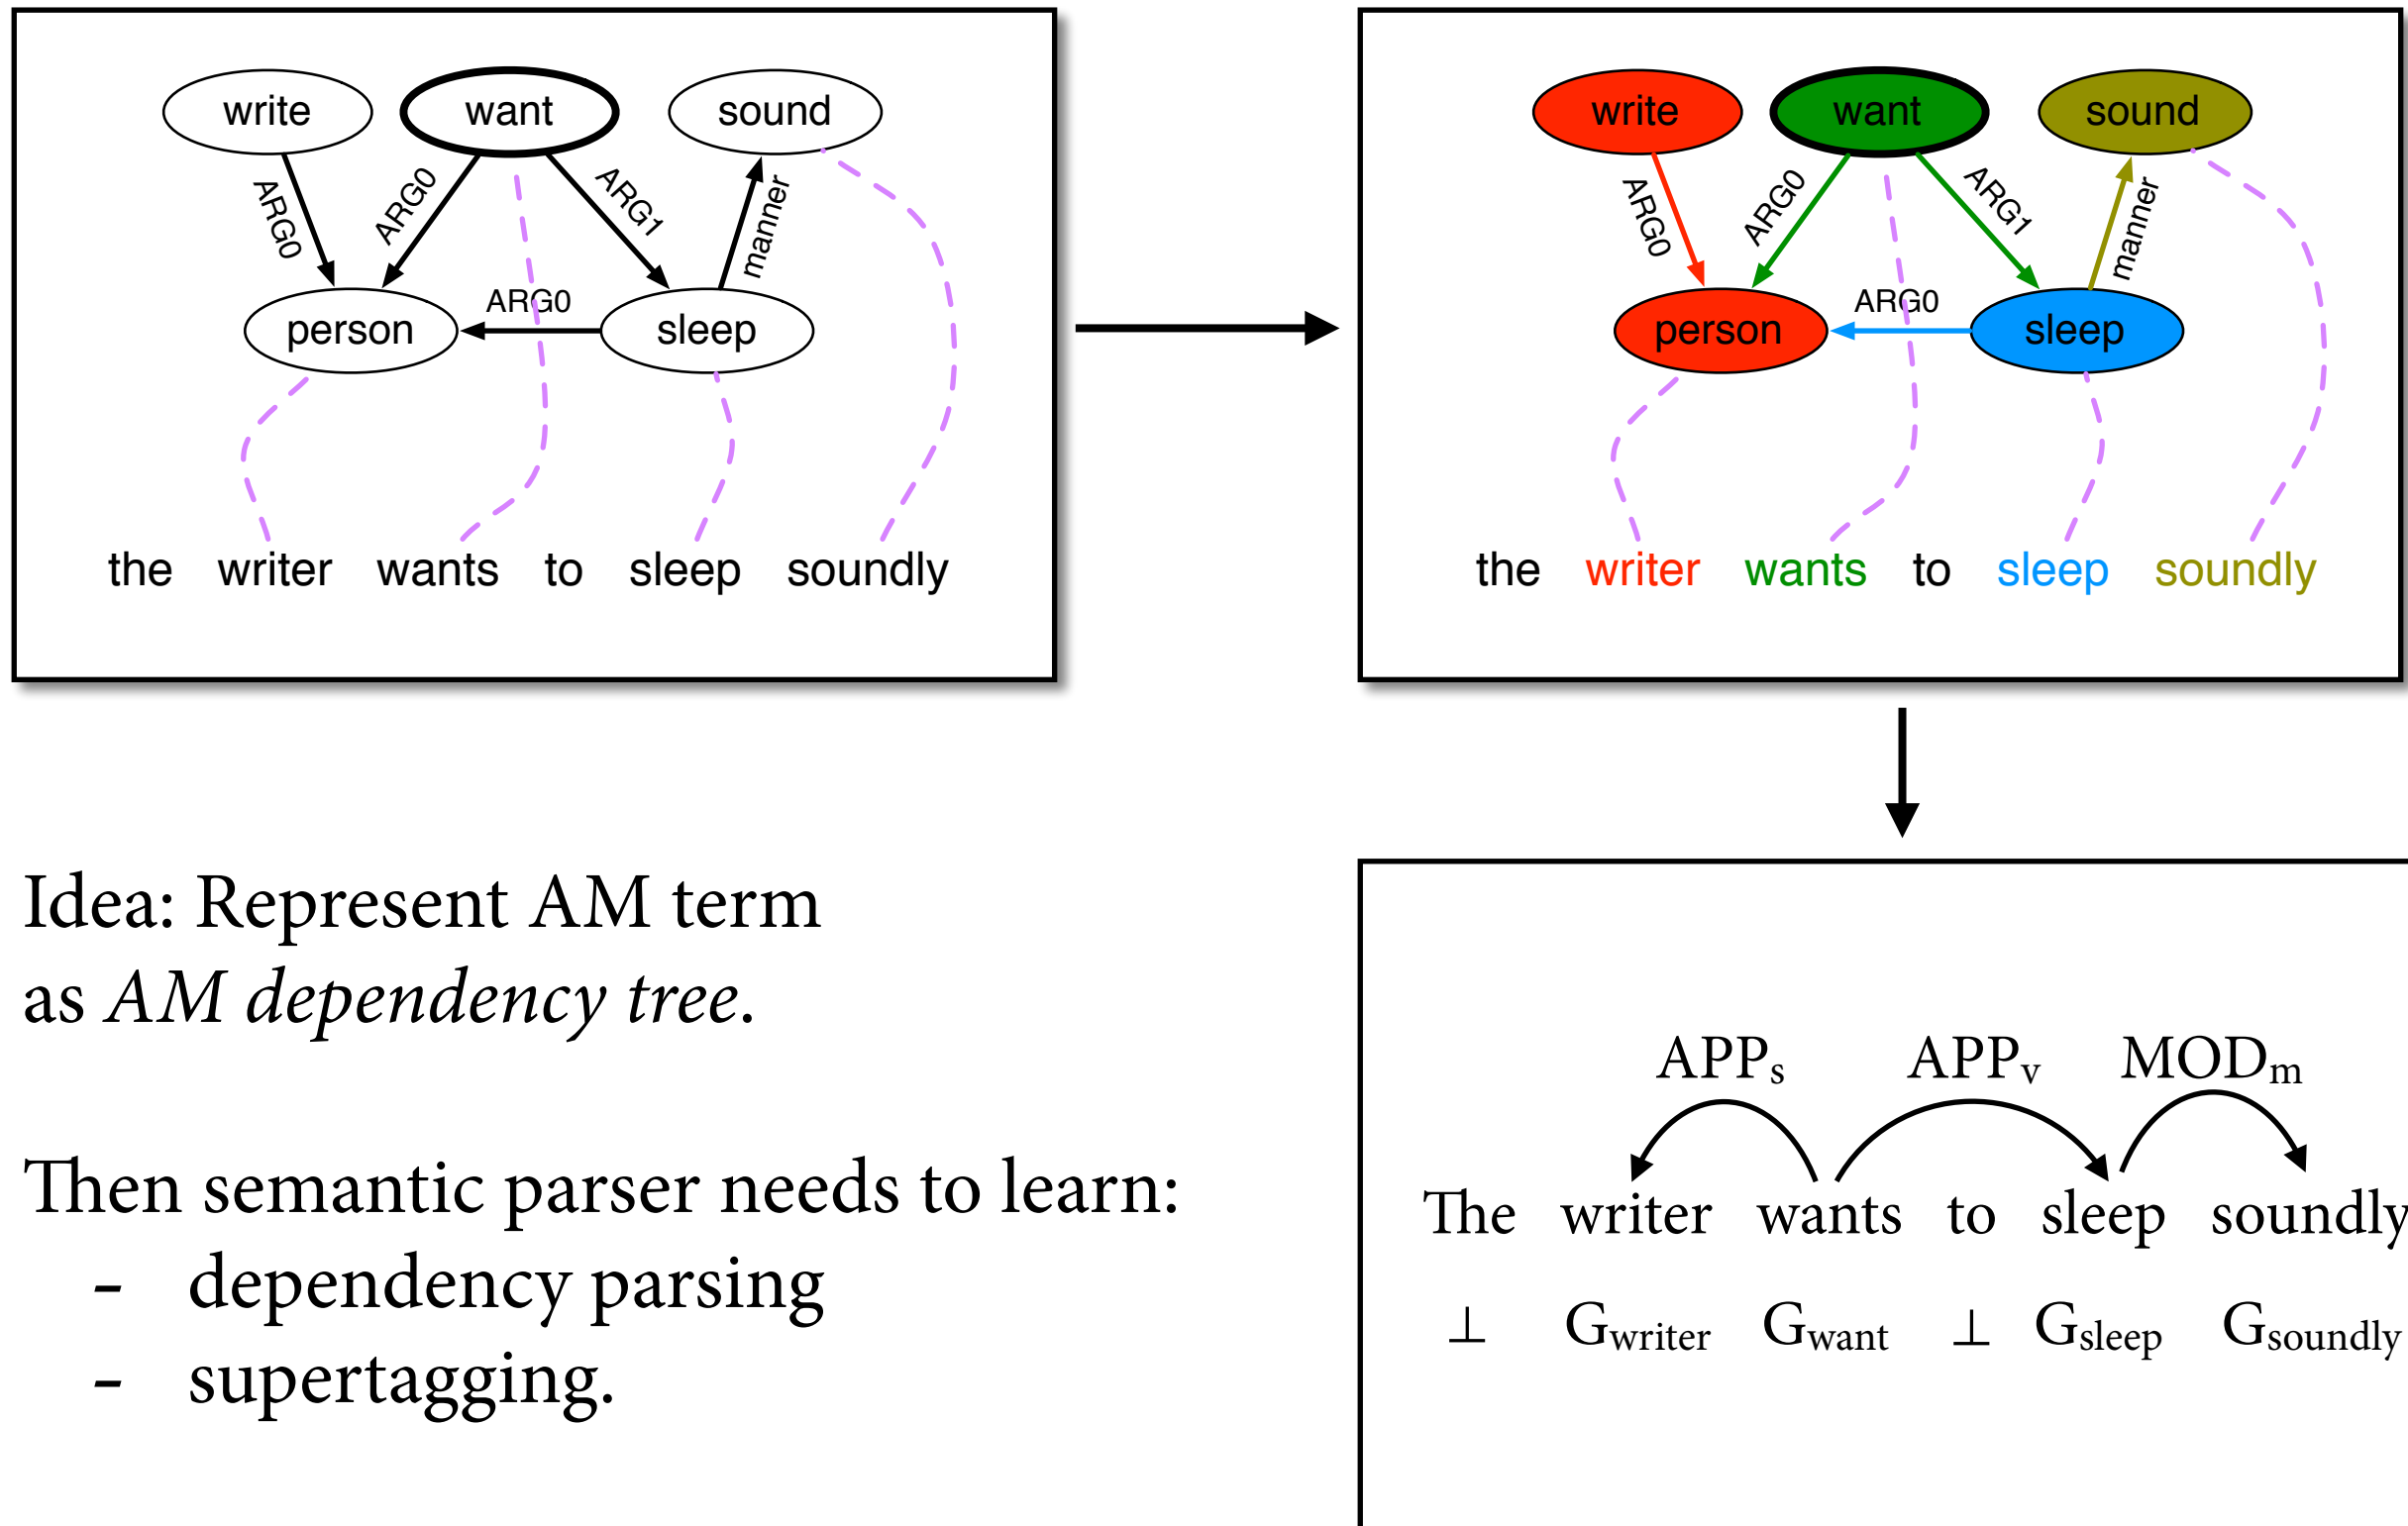 write want sound
ARG0 ARG0 ARG1 manner
ARG0
person sleep
the writer wants to sleep soundly
write want sound
ARG0 ARG0 ARG1 manner
ARG0
person sleep
the writer wants to sleep soundly
Idea: Represent AM term
as AM dependency tree.
Then semantic parser needs to learn:
- dependency parsing
- supertagging.
APPs APPv MODm
The writer wants to sleep soundly
⊥ Gwriter Gwant ⊥ Gsleep Gsoundly